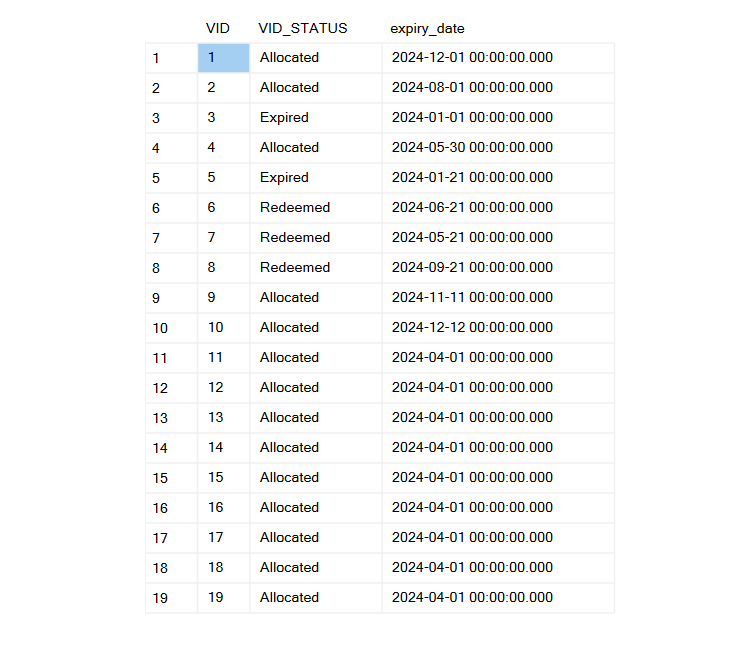 VID VID_STATUS expiry_date
1 1 Allocated 2024-12-01 00:00:00.000
2 2 Allocated 2024-08-01 00:00:00.000
3 3 Expired 2024-01-01 00:00:00.000
4 4 Allocated 2024-05-30 00:00:00.000
5 5 Expired 2024-01-21 00:00:00.000
6 6 Redeemed 2024-06-21 00:00:00.000
7 7 Redeemed 2024-05-21 00:00:00.000
8 8 Redeemed 2024-09-21 00:00:00.000
9 9 Allocated 2024-11-11 00:00:00.000
10 10 Allocated 2024-12-12 00:00:00.000
11 11 Allocated 2024-04-01 00:00:00.000
12 12 Allocated 2024-04-01 00:00:00.000
13 13 Allocated 2024-04-01 00:00:00.000
14 14 Allocated 2024-04-01 00:00:00.000
15 15 Allocated 2024-04-01 00:00:00.000
16 16 Allocated 2024-04-01 00:00:00.000
17 17 Allocated 2024-04-01 00:00:00.000
18 18 Allocated 2024-04-01 00:00:00.000
19 19 Allocated 2024-04-01 00:00:00.000